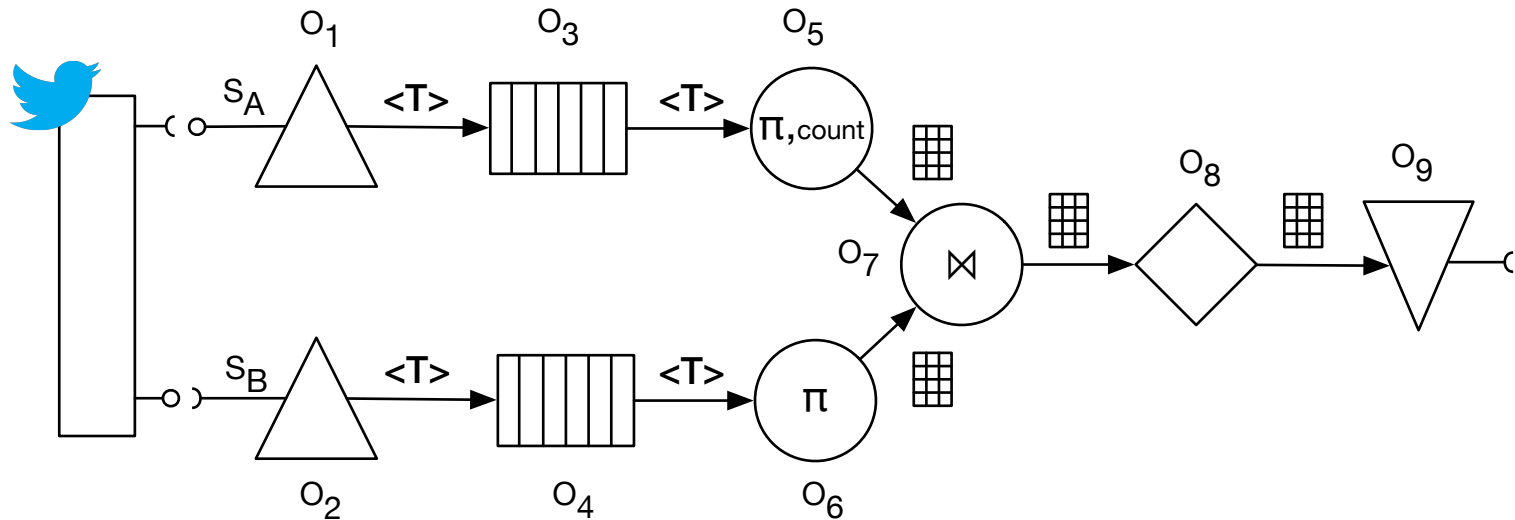 O1
O3
O5
SA
<T>
<T>
π,count
O7
⋈
O8
O9
SB
<T>
<T>
π
O2
O4
O6